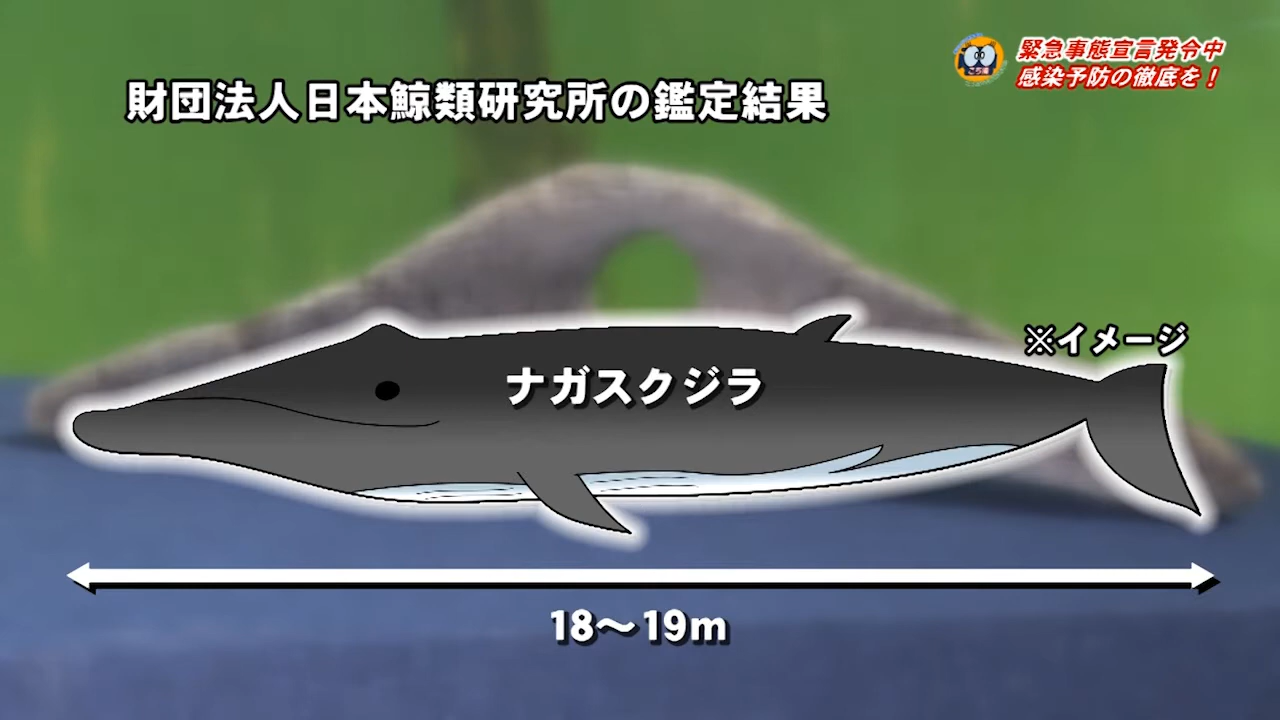 緊急事態宣言発令中
感染予防の徹底を！
財団法人日本鯨類研究所の鑑定結果
※イメージ
ナガスクジラ
18～19m